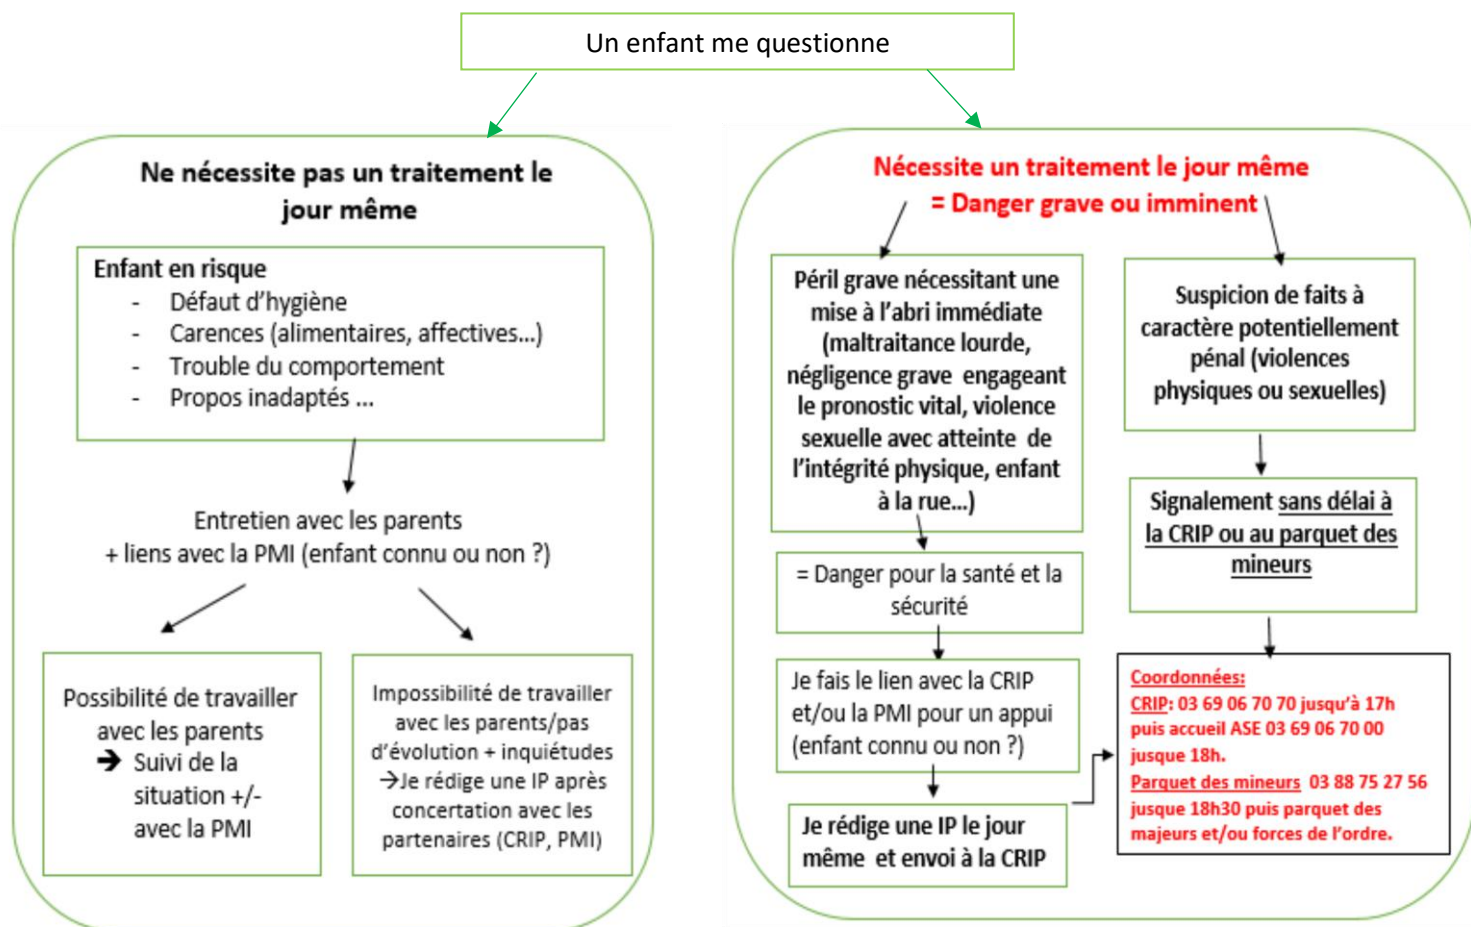 Un enfant me questionne
Ne nécessite pas un traitement le
jour même
Enfant en risque
- Défaut d’hygiène
- Carences (alimentaires, affectives…)
- Trouble du comportement
- Propos inadaptés ...
Entretien avec les parents
+ liens avec la PMI (enfant connu ou non ?)
Possibilité de travailler
avec les parents
➔ Suivi de la
situation +/-
avec la PMI
Impossibilité de travailler
avec les parents/pas
d’évolution + inquiétudes
→Je rédige une IP après
concertation avec les
partenaires (CRIP, PMI)
Nécessite un traitement le jour même
= Danger grave ou imminent
Péril grave nécessitant une
mise à l’abri immédiate
(maltraitance lourde,
négligence grave engageant
le pronostic vital, violence
sexuelle avec atteinte de
l’intégrité physique, enfant
à la rue…)
= Danger pour la santé et la
sécurité
Je fais le lien avec la CRIP
et/ou la PMI pour un appui
(enfant connu ou non ?)
Je rédige une IP le jour
même et envoi à la CRIP
Suspicion de faits à
caractère potentiellement
pénal (violences
physiques ou sexuelles)
Signalement sans délai à
la CRIP ou au parquet des
mineurs
Coordonnées:
CRIP: 03 69 06 70 70 jusqu’à 17h
puis accueil ASE 03 69 06 70 00
jusque 18h.
Parquet des mineurs 03 88 75 27 56
jusque 18h30 puis parquet des
majeurs et/ou forces de l’ordre.